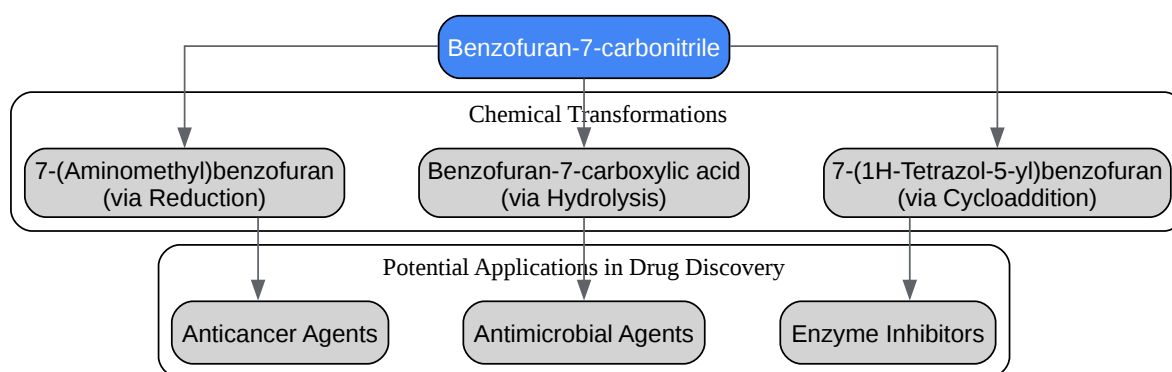 Benzofuran-7-carbonitrile
Chemical Transformations
7-(Aminomethyl)benzofuran
(via Reduction)
Benzofuran-7-carboxylic acid
(via Hydrolysis)
7-(1H-Tetrazol-5-yl)benzofuran
(via Cycloaddition)
Potential Applications in Drug Discovery
Anticancer Agents
Antimicrobial Agents
Enzyme Inhibitors